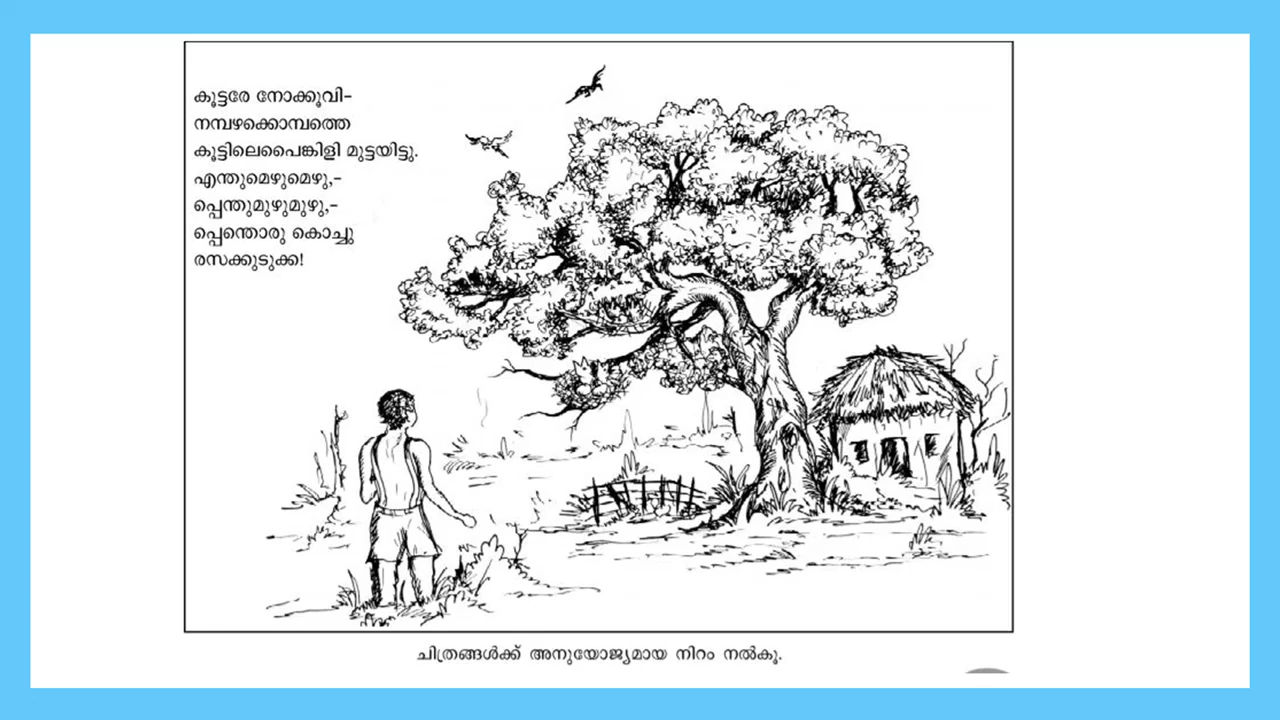 കൂട്ടരേ നോക്കൂവി-
നമ്പഴക്കൊമ്പത്തെ
കൂട്ടിലെപൈങ്കിളി മുട്ടയിട്ടു.
എന്തുമെഴുമെഴു,-
പ്പെന്തുമുഴുമുഴു,-
പ്പെന്തൊരു കൊച്ചു
രസക്കുടുക്ക!
ചിത്രങ്ങൾക്ക് അനുയോജ്യമായ നിറം നൽകൂ.